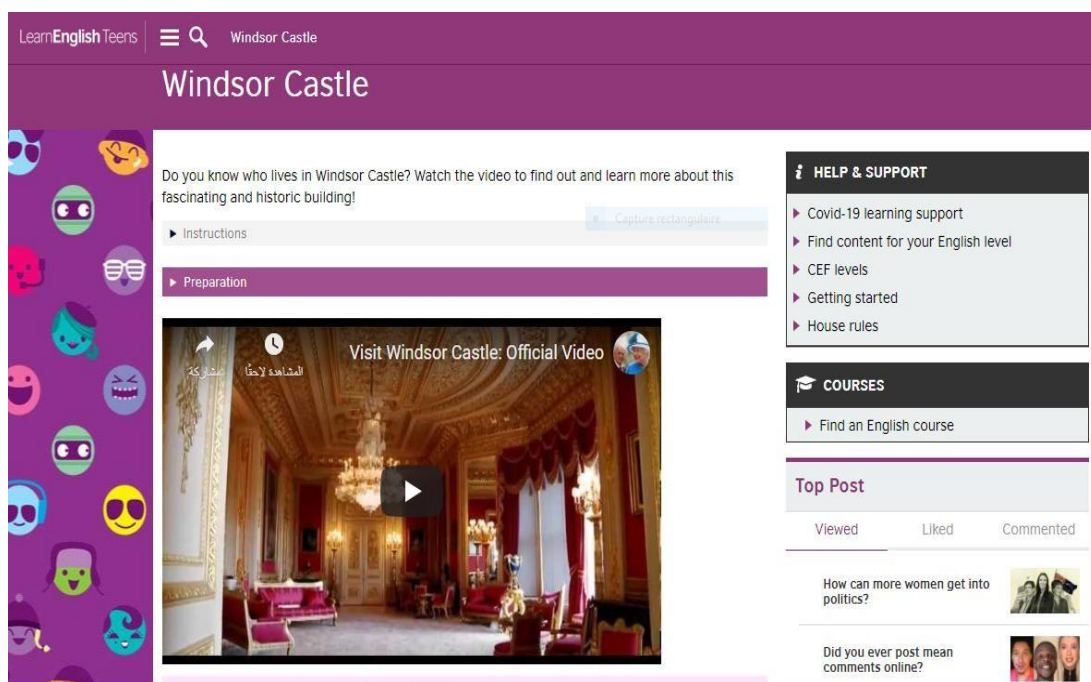 LearnEnglish Teens
Windsor Castle
Windsor Castle
Do you know who lives in Windsor Castle? Watch the video to find out and learn more about this
fascinating and historic building!
Capture rectangulaire
Instructions
Preparation
Visit Windsor Castle: Official Video
مشاركة
المشاهدة لاحقًا
HELP & SUPPORT
Covid-19 learning support
Find content for your English level
CEF levels
Getting started
House rules
COURSES
Find an English course
Top Post
Viewed Liked Commented
How can more women get into
politics?
Did you ever post mean
comments online?